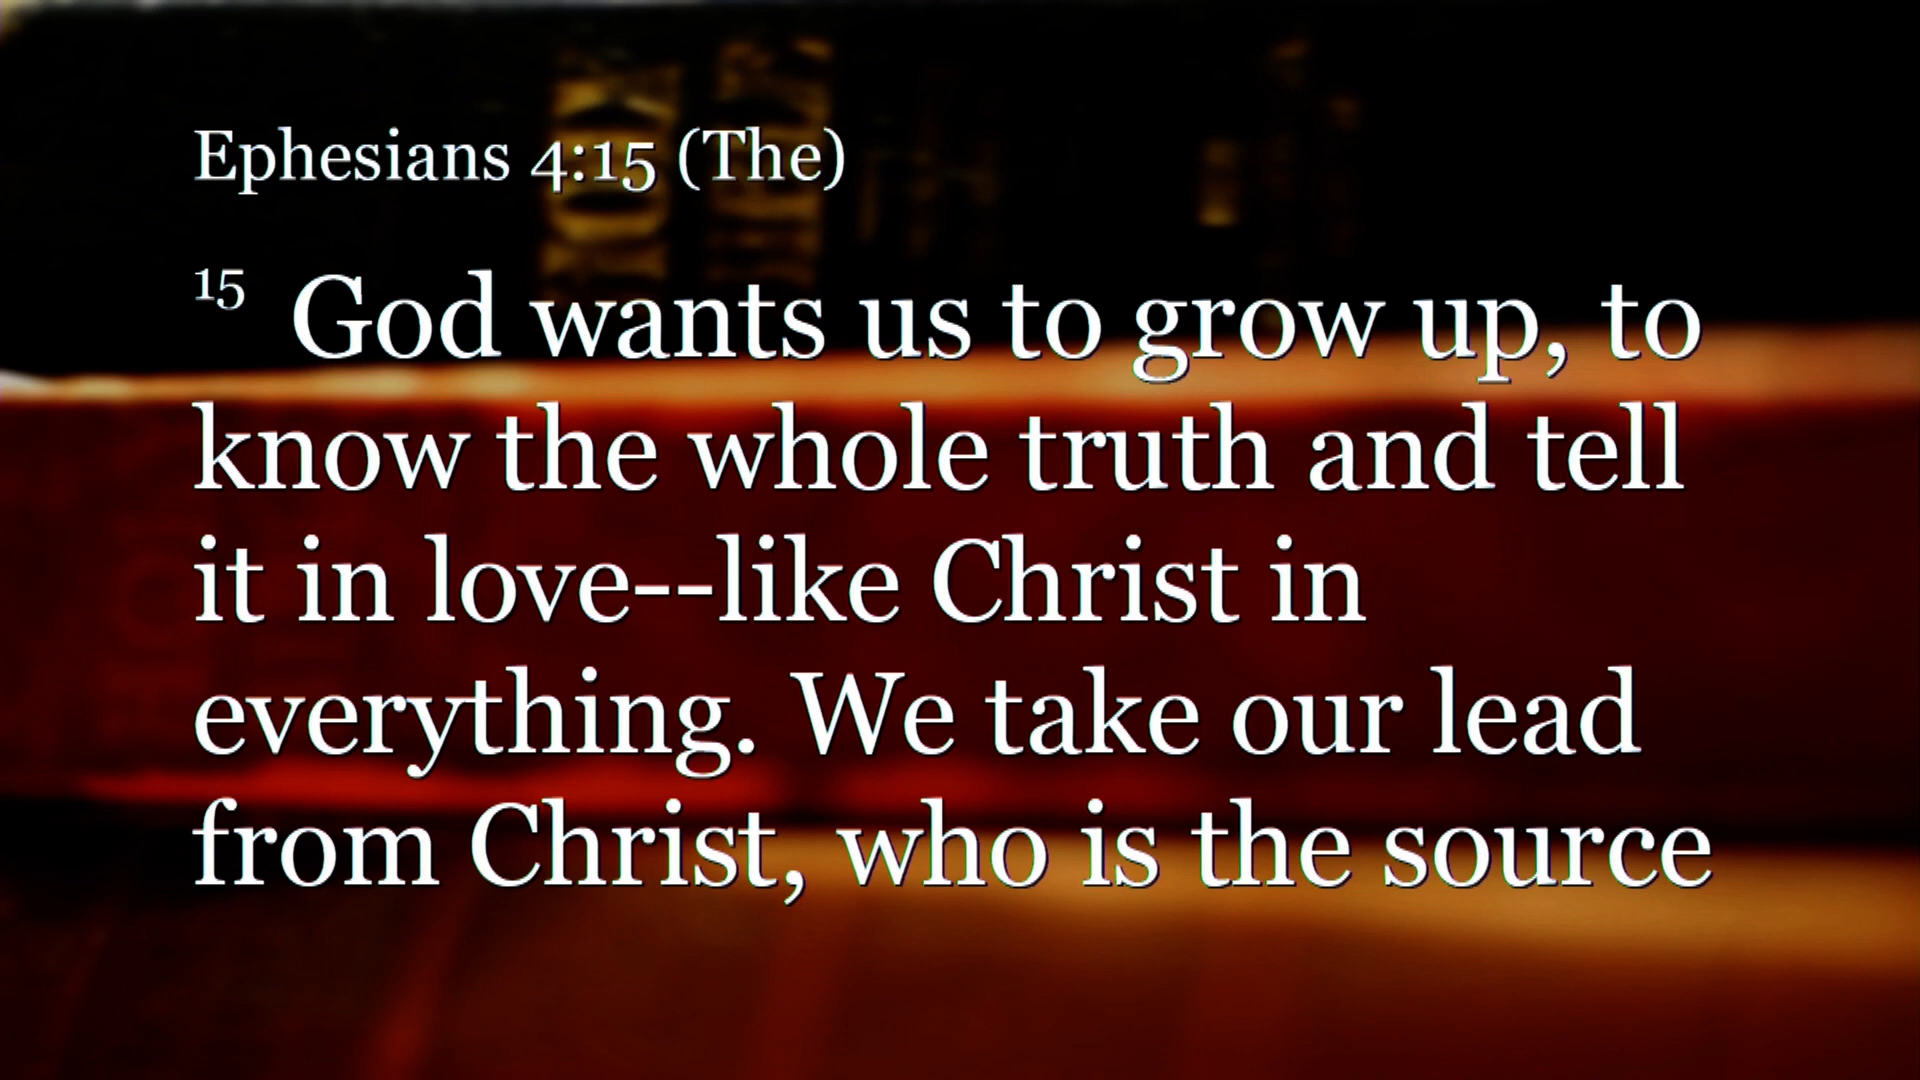 Ephesians 4:15 (The)
15 God wants us to grow up, to
know the whole truth and tell
it in love--like Christ in
everything. We take our lead
from Christ, who is the source